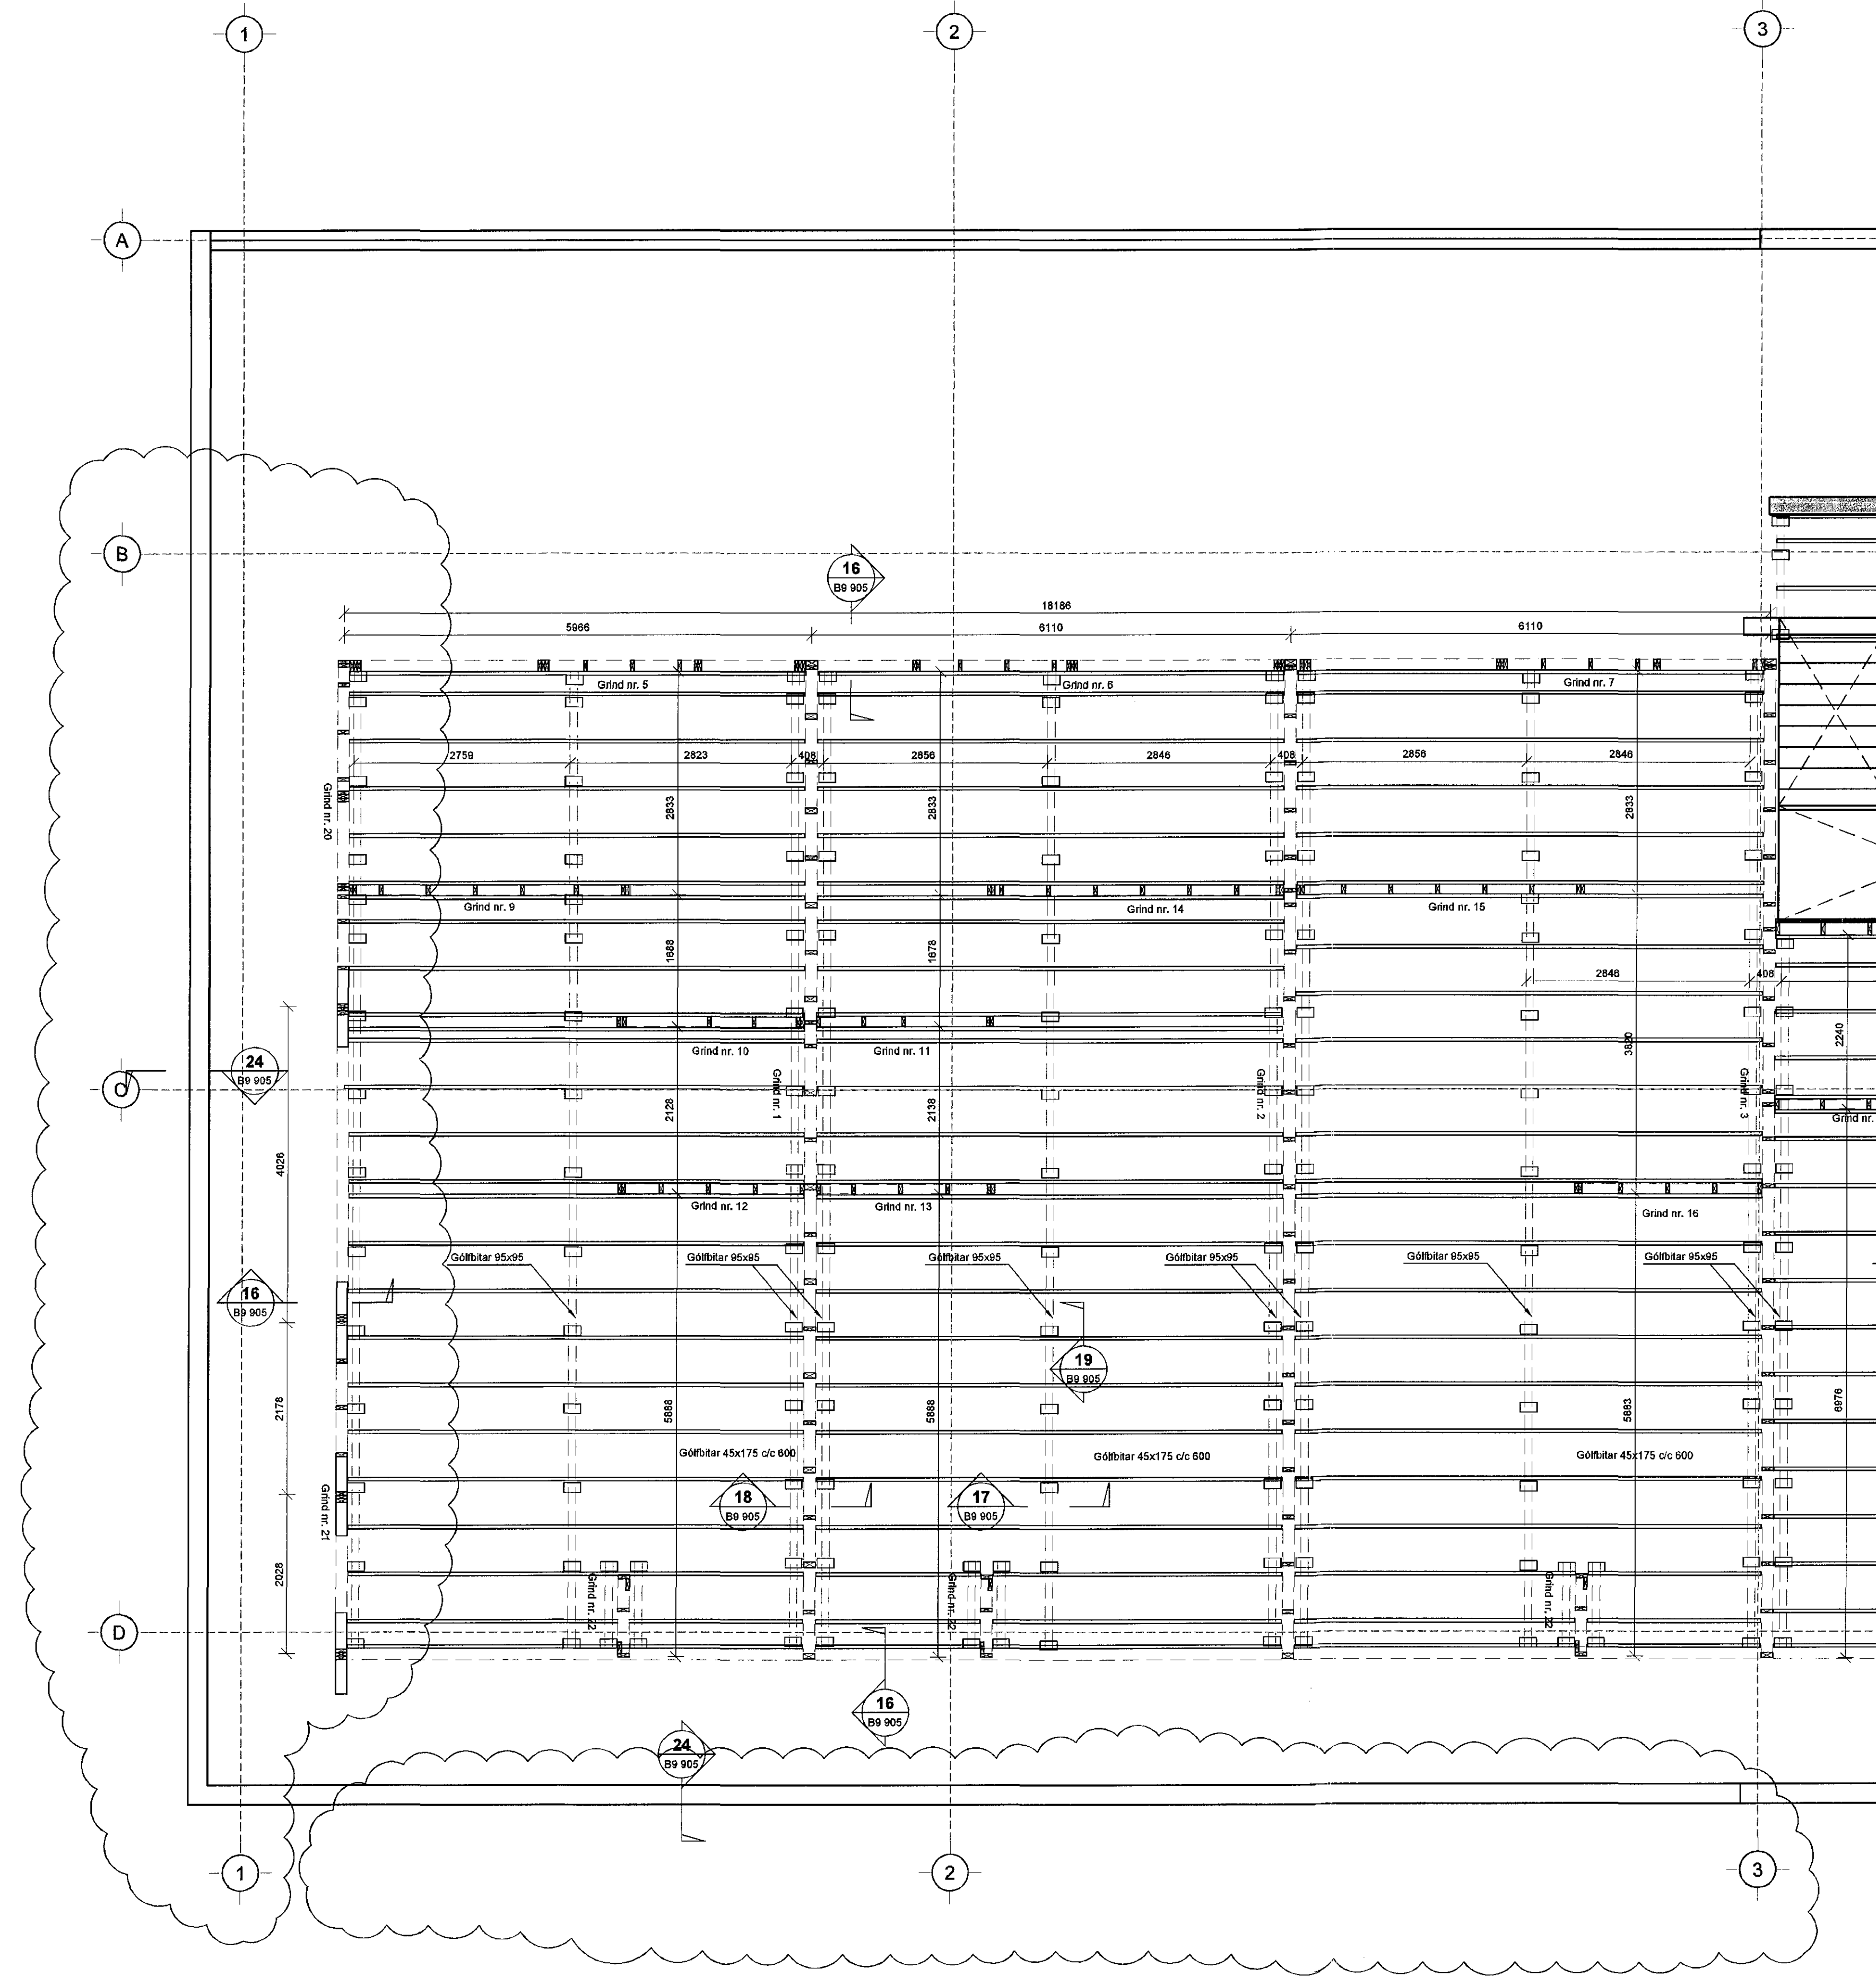 1
2
3
A
B
16
B9 905
18186
5966
6110
6110
Grind nr. 5
Grind nr. 6
Grind nr. 7
2759
2823
408
2856
2846
408
2856
2846
Grind nr. 20
2833
2833
2833
Grind nr. 9
Grind nr. 14
Grind nr. 15
1688
1678
2846
408
Grind nr. 10
Grind nr. 11
3820
2240
24
B9 905
C
Grind nr. 1
Grind nr. 2
Grind nr. 3
2128
2138
Grind nr.
4026
Grind nr. 12
Grind nr. 13
Grind nr. 16
Gólfbitar 95x95
Gólfbitar 95x95
Gólfbitar 95x95
Gólfbitar 95x95
Gólfbitar 95x95
Gólfbitar 95x95
16
B9 905
19
B9 905
2178
5888
5888
5883
6976
Gólfbitar 45x175 c/c 600
Gólfbitar 45x175 c/c 600
Gólfbitar 45x175 c/c 600
18
B9 905
17
B9 905
Grind nr. 21
2028
Grind nr. 22
Grind nr. 22
Grind nr. 22
D
16
B9 905
24
B9 905
1
2
3